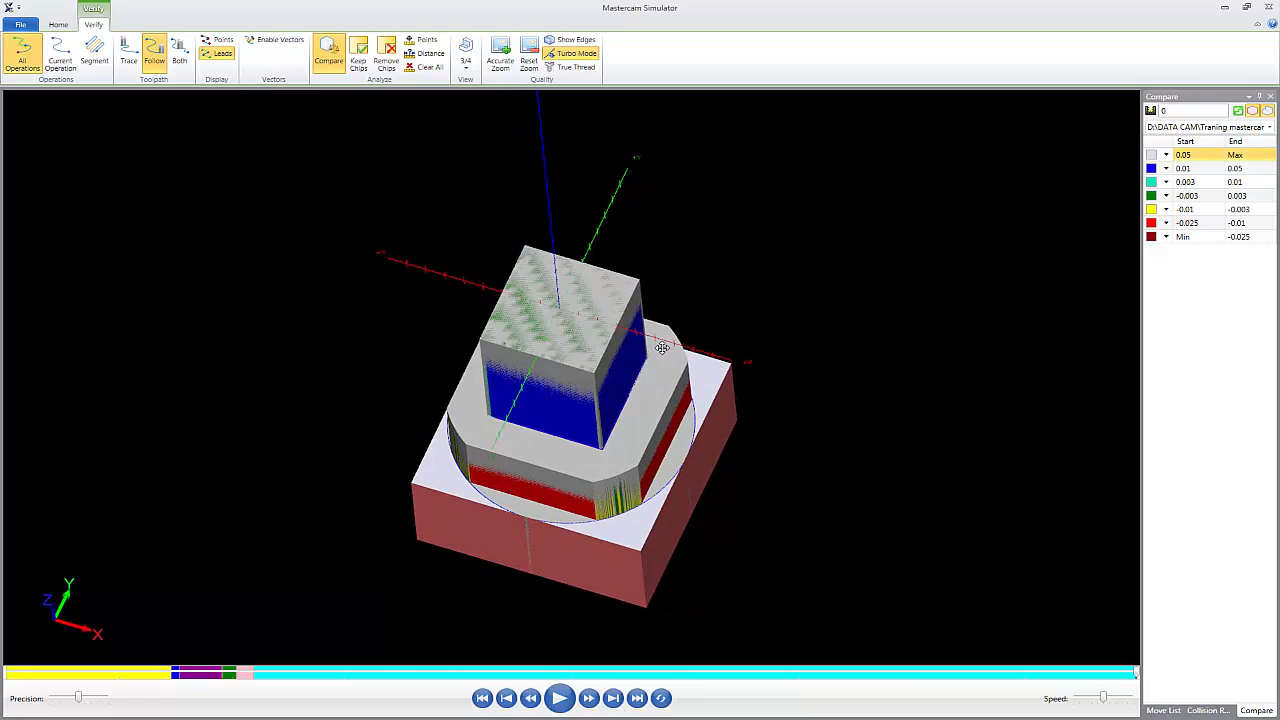 Verify
Mastercam Simulator
File
Home
Verify
All Operations
Current Operation
Segment
Operations
Trace
Follow
Both
Toolpath
Points
Leads
Display
Enable Vectors
Vectors
Compare
Keep Chips
Remove Chips
Points
Distance
Clear All
Analyze
3/4
View
Accurate Zoom
Reset Zoom
Show Edges
Turbo Mode
True Thread
Quality
Compare
0
D:\DATA CAM\Traning mastercar
Start End
0.05 Max
0.01 0.05
0.003 0.01
-0.003 0.003
-0.01 -0.003
-0.025 -0.01
Min -0.025
Y
Z
X
Precision:
Speed:
Move List
Collision R...
Compare